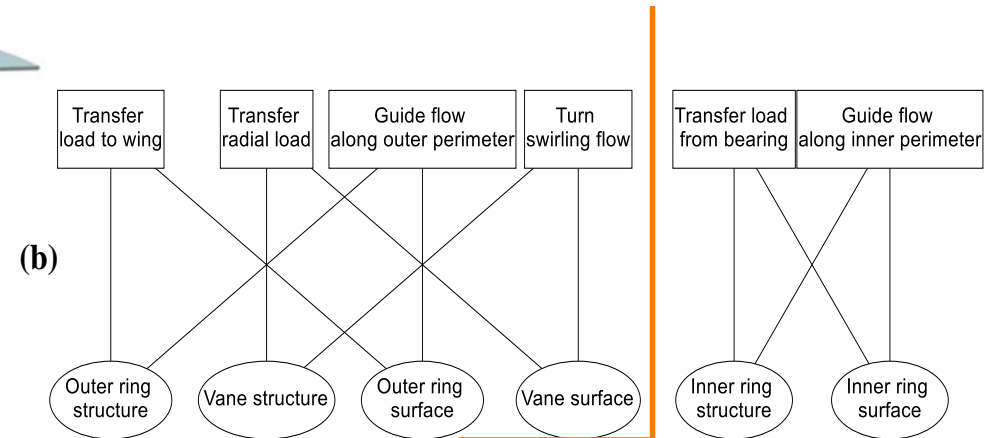 Transfer
load to wing
Transfer
radial load
Guide flow
along outer perimeter
Turn
swirling flow
Transfer load
from bearing
Guide flow
along inner perimeter
(b)
Outer ring
structure
Vane structure
Outer ring
surface
Vane surface
Inner ring
structure
Inner ring
surface